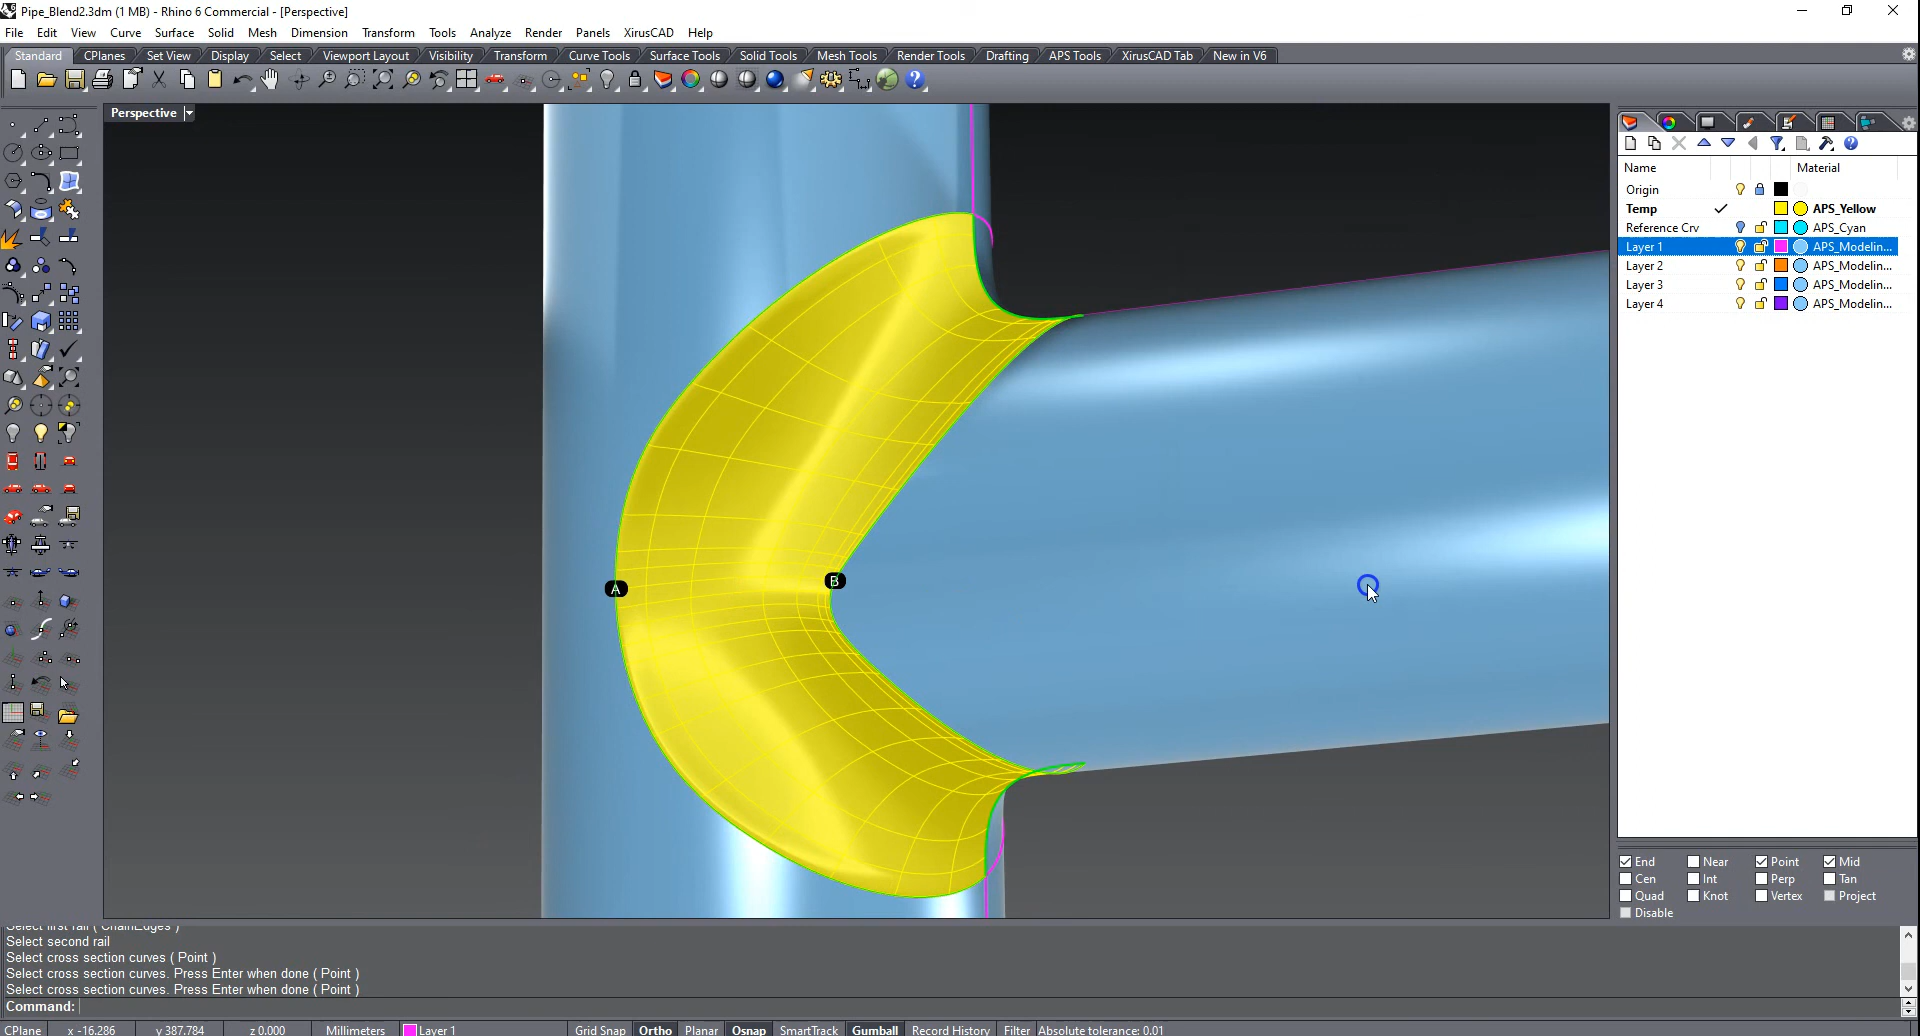 Pipe_Blend2.3dm (1 MB) - Rhino 6 Commercial - [Perspective]
File Edit View Curve Surface Solid Mesh Dimension Transform Tools Analyze Render Panels XirusCAD Help
Standard CPlanes Set View Display Select Viewport Layout Visibility Transform Curve Tools Surface Tools Solid Tools Mesh Tools Render Tools Drafting APS Tools XirusCAD Tab New in V6
Perspective
Name Material
Origin
Temp APS_Yellow
Reference Crv APS_Cyan
Layer 1 APS_Modelin...
Layer 2 APS_Modelin...
Layer 3 APS_Modelin...
Layer 4 APS_Modelin...
A
B
End Near Point Mid
Cen Int Perp Tan
Quad Knot Vertex Project
Disable
Select first rail ( ChainEdges )
Select second rail
Select cross section curves ( Point )
Select cross section curves. Press Enter when done ( Point )
Select cross section curves. Press Enter when done ( Point )
Command:
CPlane x -16.286 y 387.784 z 0.000 Millimeters Layer 1 Grid Snap Ortho Planar Osnap SmartTrack Gumball Record History Filter Absolute tolerance: 0.01